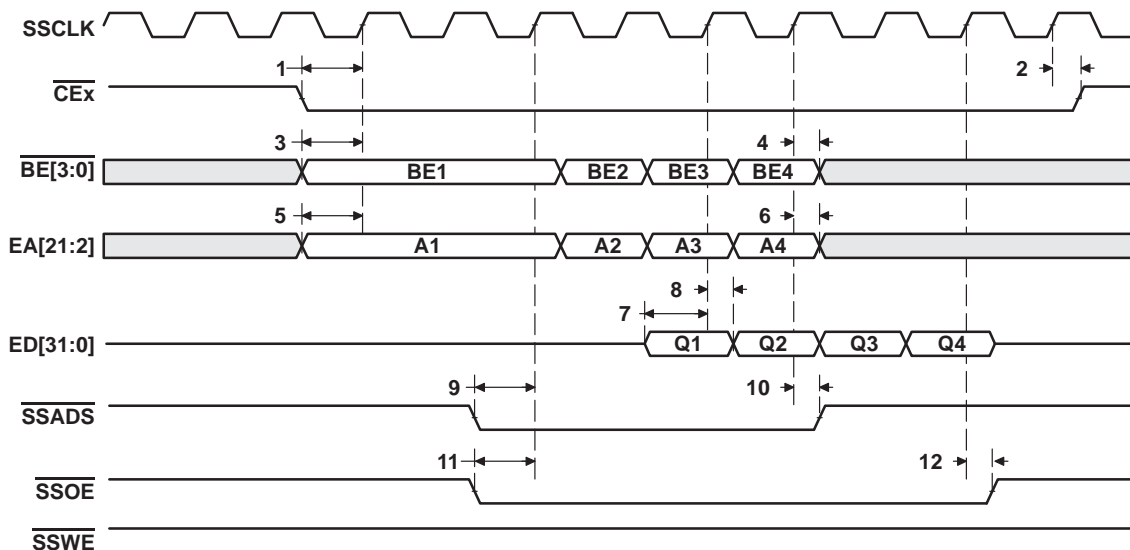 SSCLK
1
2
CEx
3
4
BE[3:0]
BE1
BE2
BE3
BE4
5
6
EA[21:2]
A1
A2
A3
A4
8
7
ED[31:0]
Q1
Q2
Q3
Q4
9
10
SSADS
11
12
SSOE
SSWE